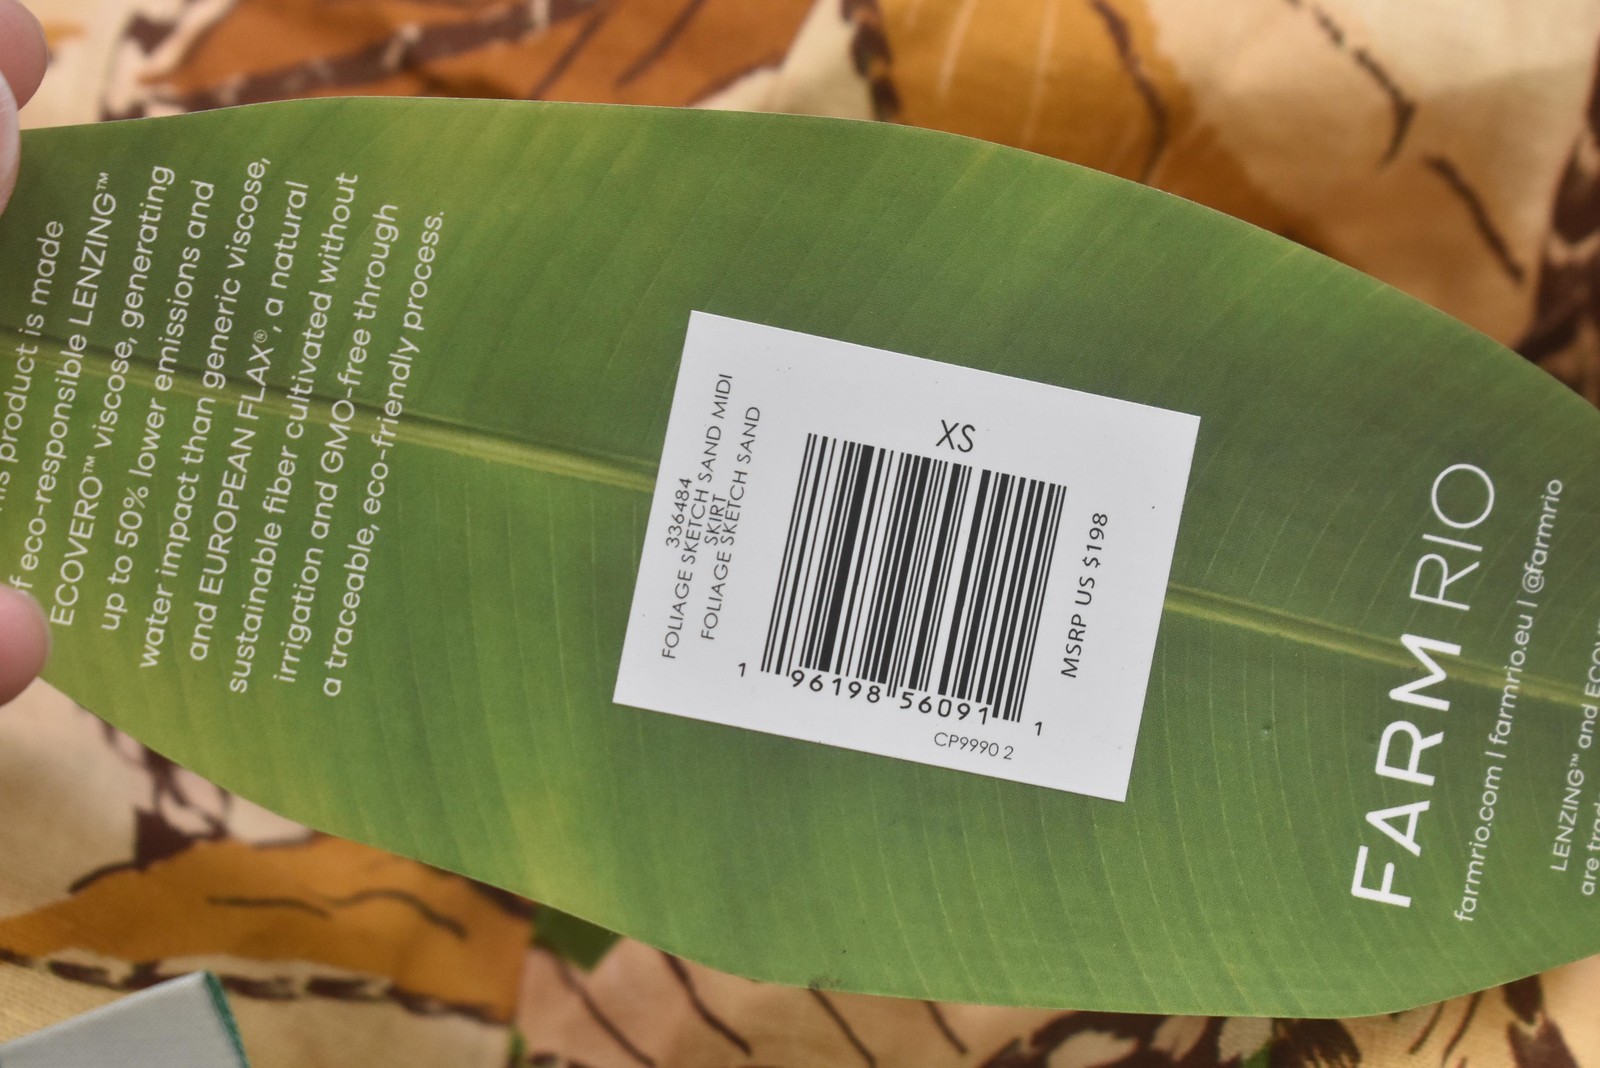 his product is made
f eco-responsible LENZING™
ECOVERO™ viscose, generating
up to 50% lower emissions and
water impact than generic viscose,
and EUROPEAN FLAX®, a natural
sustainable fiber cultivated without
irrigation and GMO-free through
a traceable, eco-friendly process.
336484
FOLIAGE SKETCH SAND MIDI
SKIRT
FOLIAGE SKETCH SAND
XS
1 96198 56091 1
CP9990 2
MSRP US $198
FARM RIO
farmrio.com | farmrio.eu | @farmrio
LENZING™ and ECOV
are trad